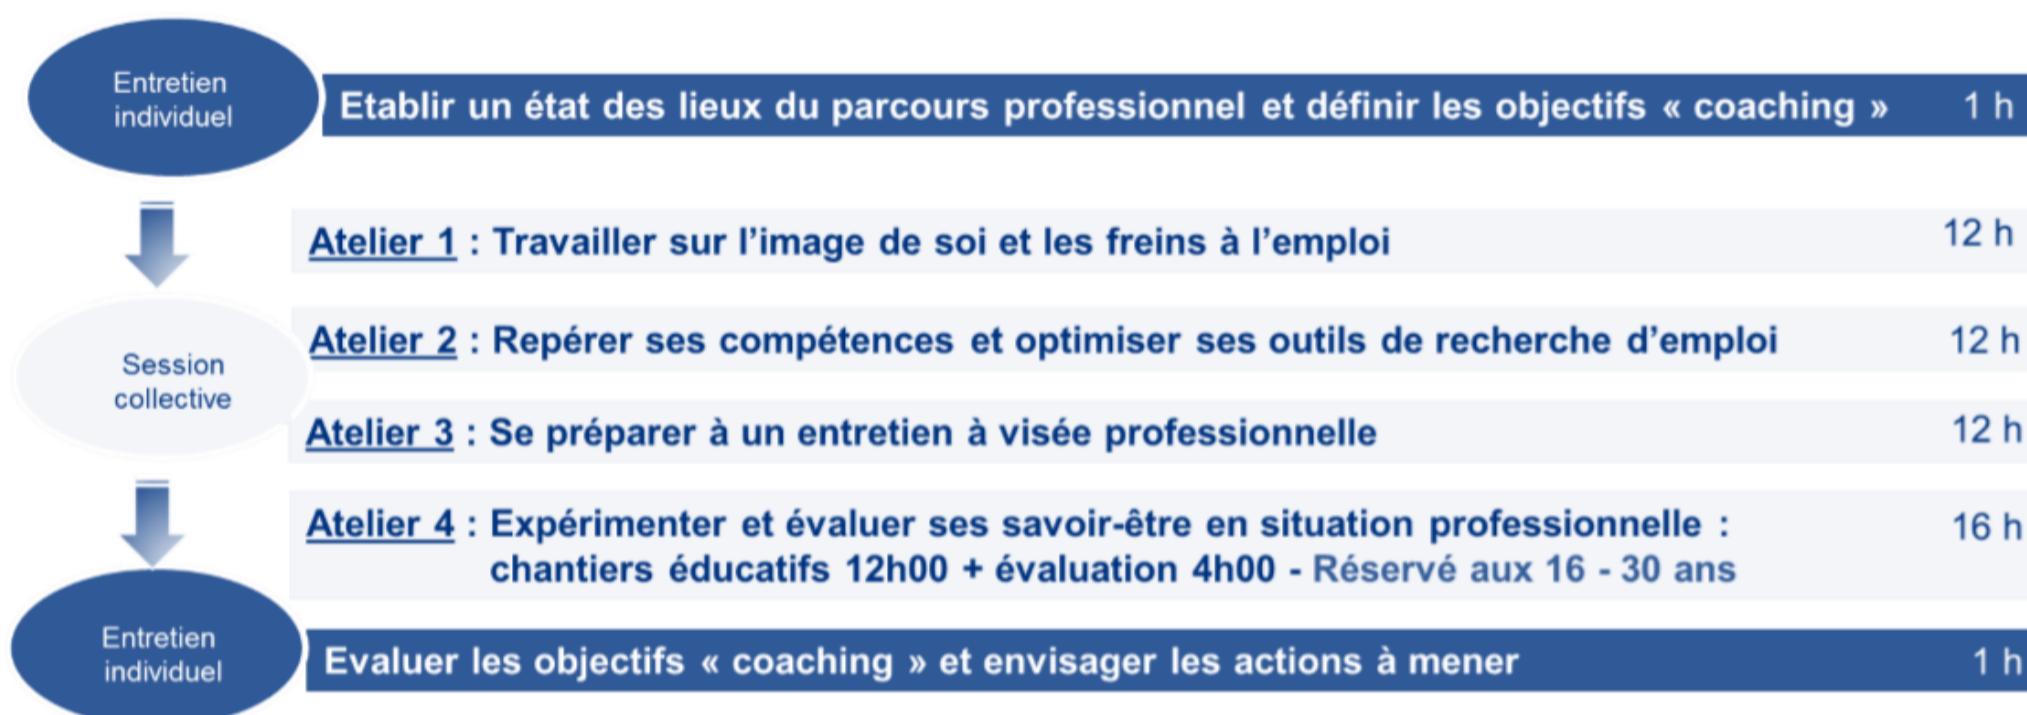 Entretien
individuel
Etablir un état des lieux du parcours professionnel et définir les objectifs « coaching » 1 h
Atelier 1 : Travailler sur l’image de soi et les freins à l’emploi 12 h
Session
collective
Atelier 2 : Repérer ses compétences et optimiser ses outils de recherche d’emploi 12 h
Atelier 3 : Se préparer à un entretien à visée professionnelle 12 h
Atelier 4 : Expérimenter et évaluer ses savoir-être en situation professionnelle : 16 h
chantiers éducatifs 12h00 + évaluation 4h00 - Réservé aux 16 - 30 ans
Entretien
individuel
Evaluer les objectifs « coaching » et envisager les actions à mener 1 h